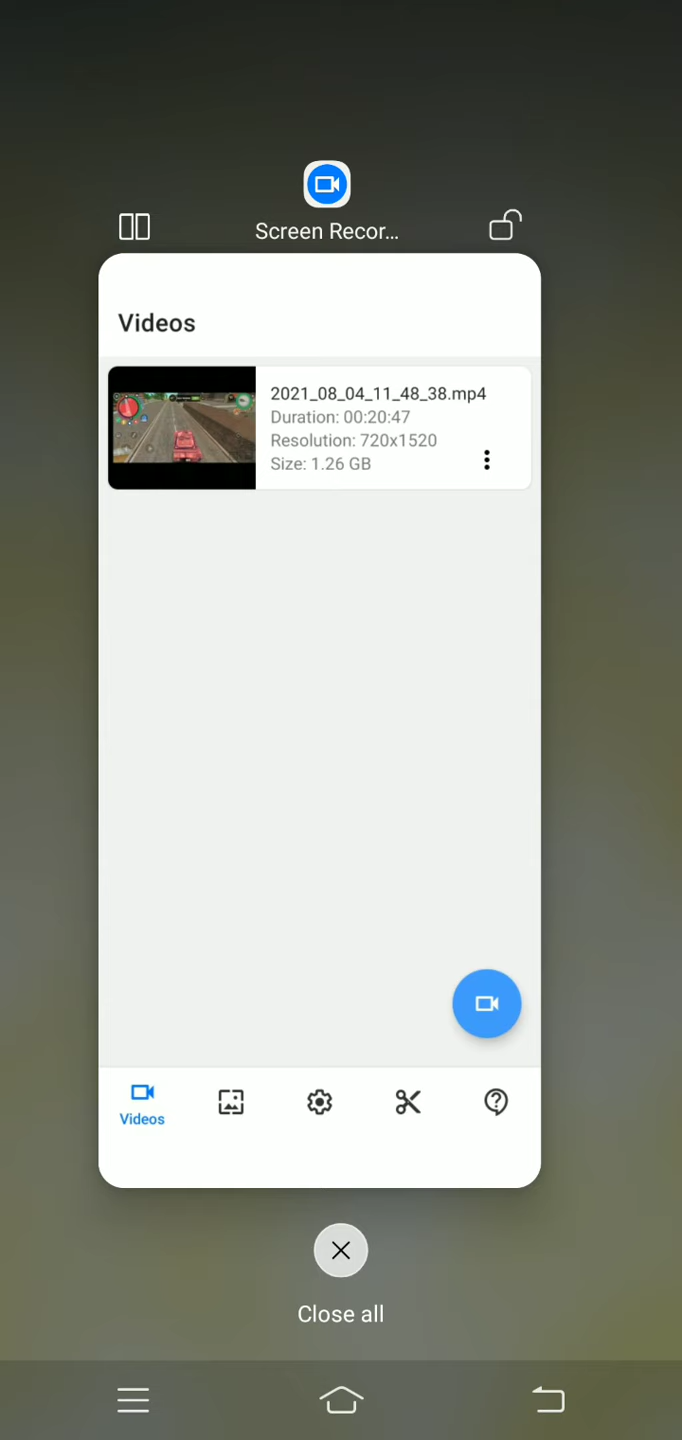 Screen Recor...
Videos
2021_08_04_11_48_38.mp4
Duration: 00:20:47
Resolution: 720x1520
Size: 1.26 GB
Videos
Close all